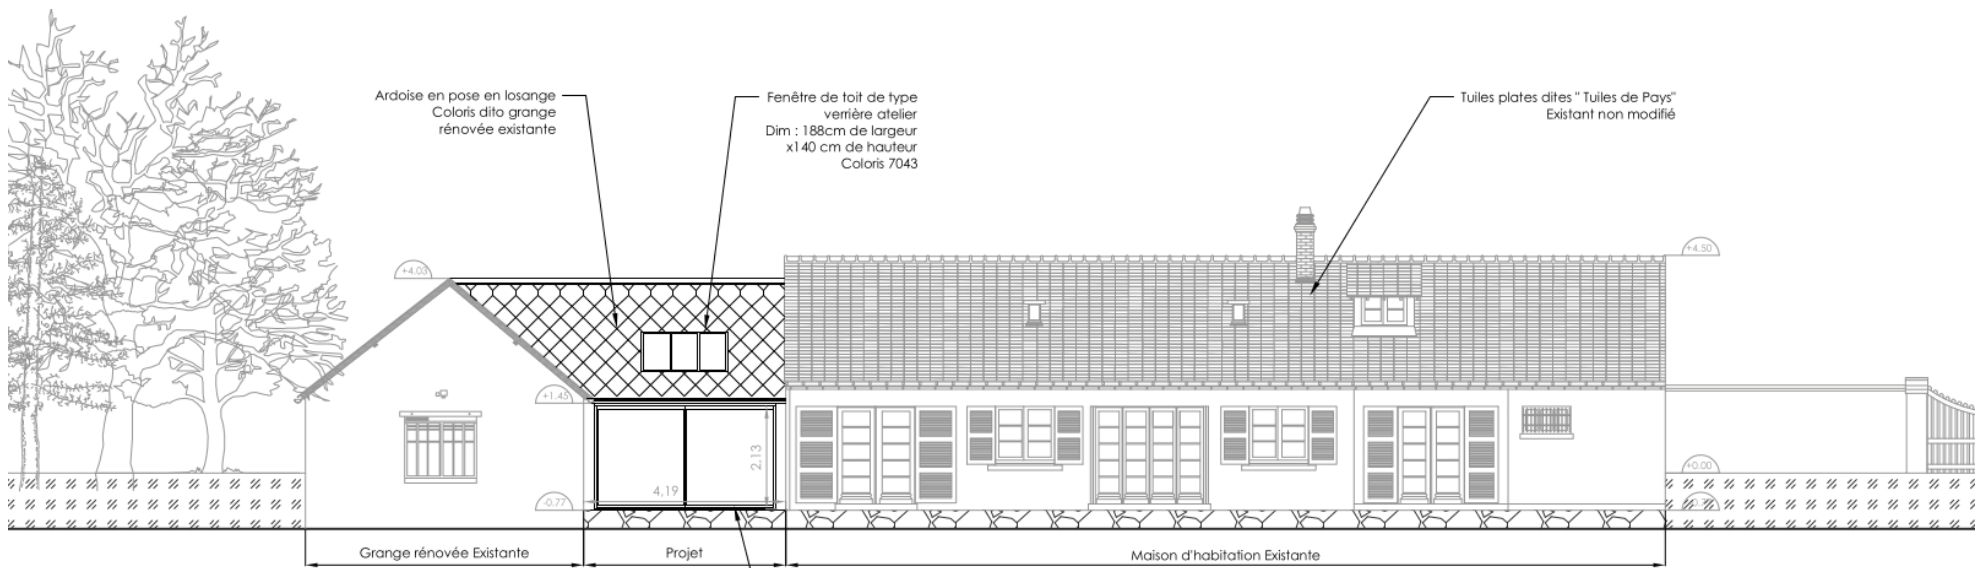 Ardoise en pose en losange
Coloris dito grange
rénovée existante
Fenêtre de toit de type
verrière atelier
Dim : 188cm de largeur
x140 cm de hauteur
Coloris 7043
Tuiles plates dites " Tuiles de Pays"
Existant non modifié
+4.03
+4.50
+1.45
2,13
4,19
+0.00
-0.77
Grange rénovée Existante
Projet
Maison d'habitation Existante